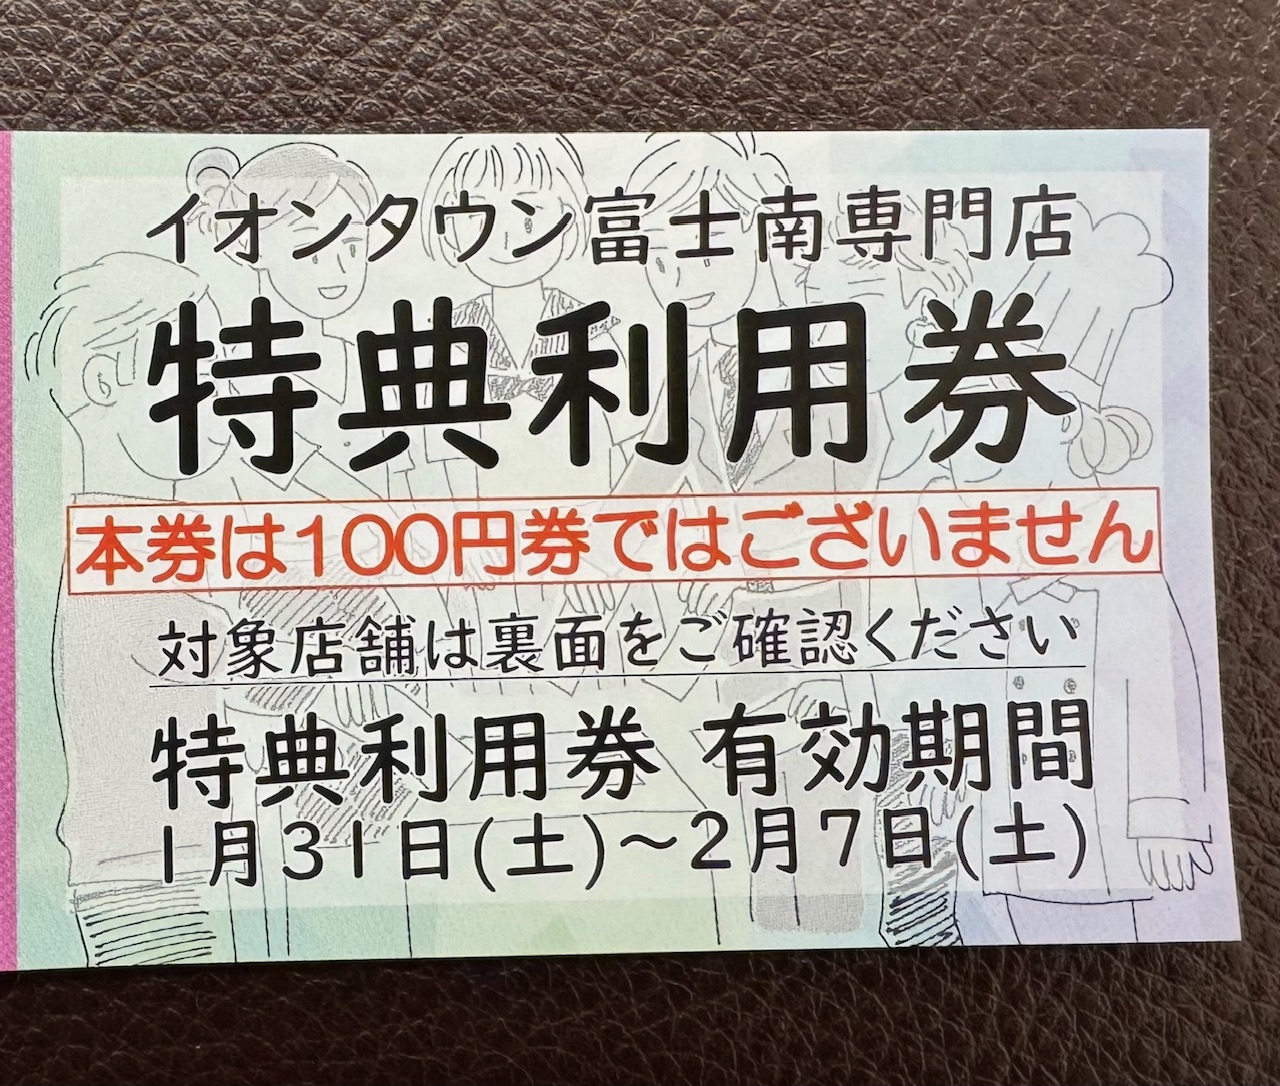 イオンタウン富士南専門店
特典利用券
本券は100円券ではございません
対象店舗は裏面をご確認ください
特典利用券 有効期間
1月31日(土)～2月7日(土)